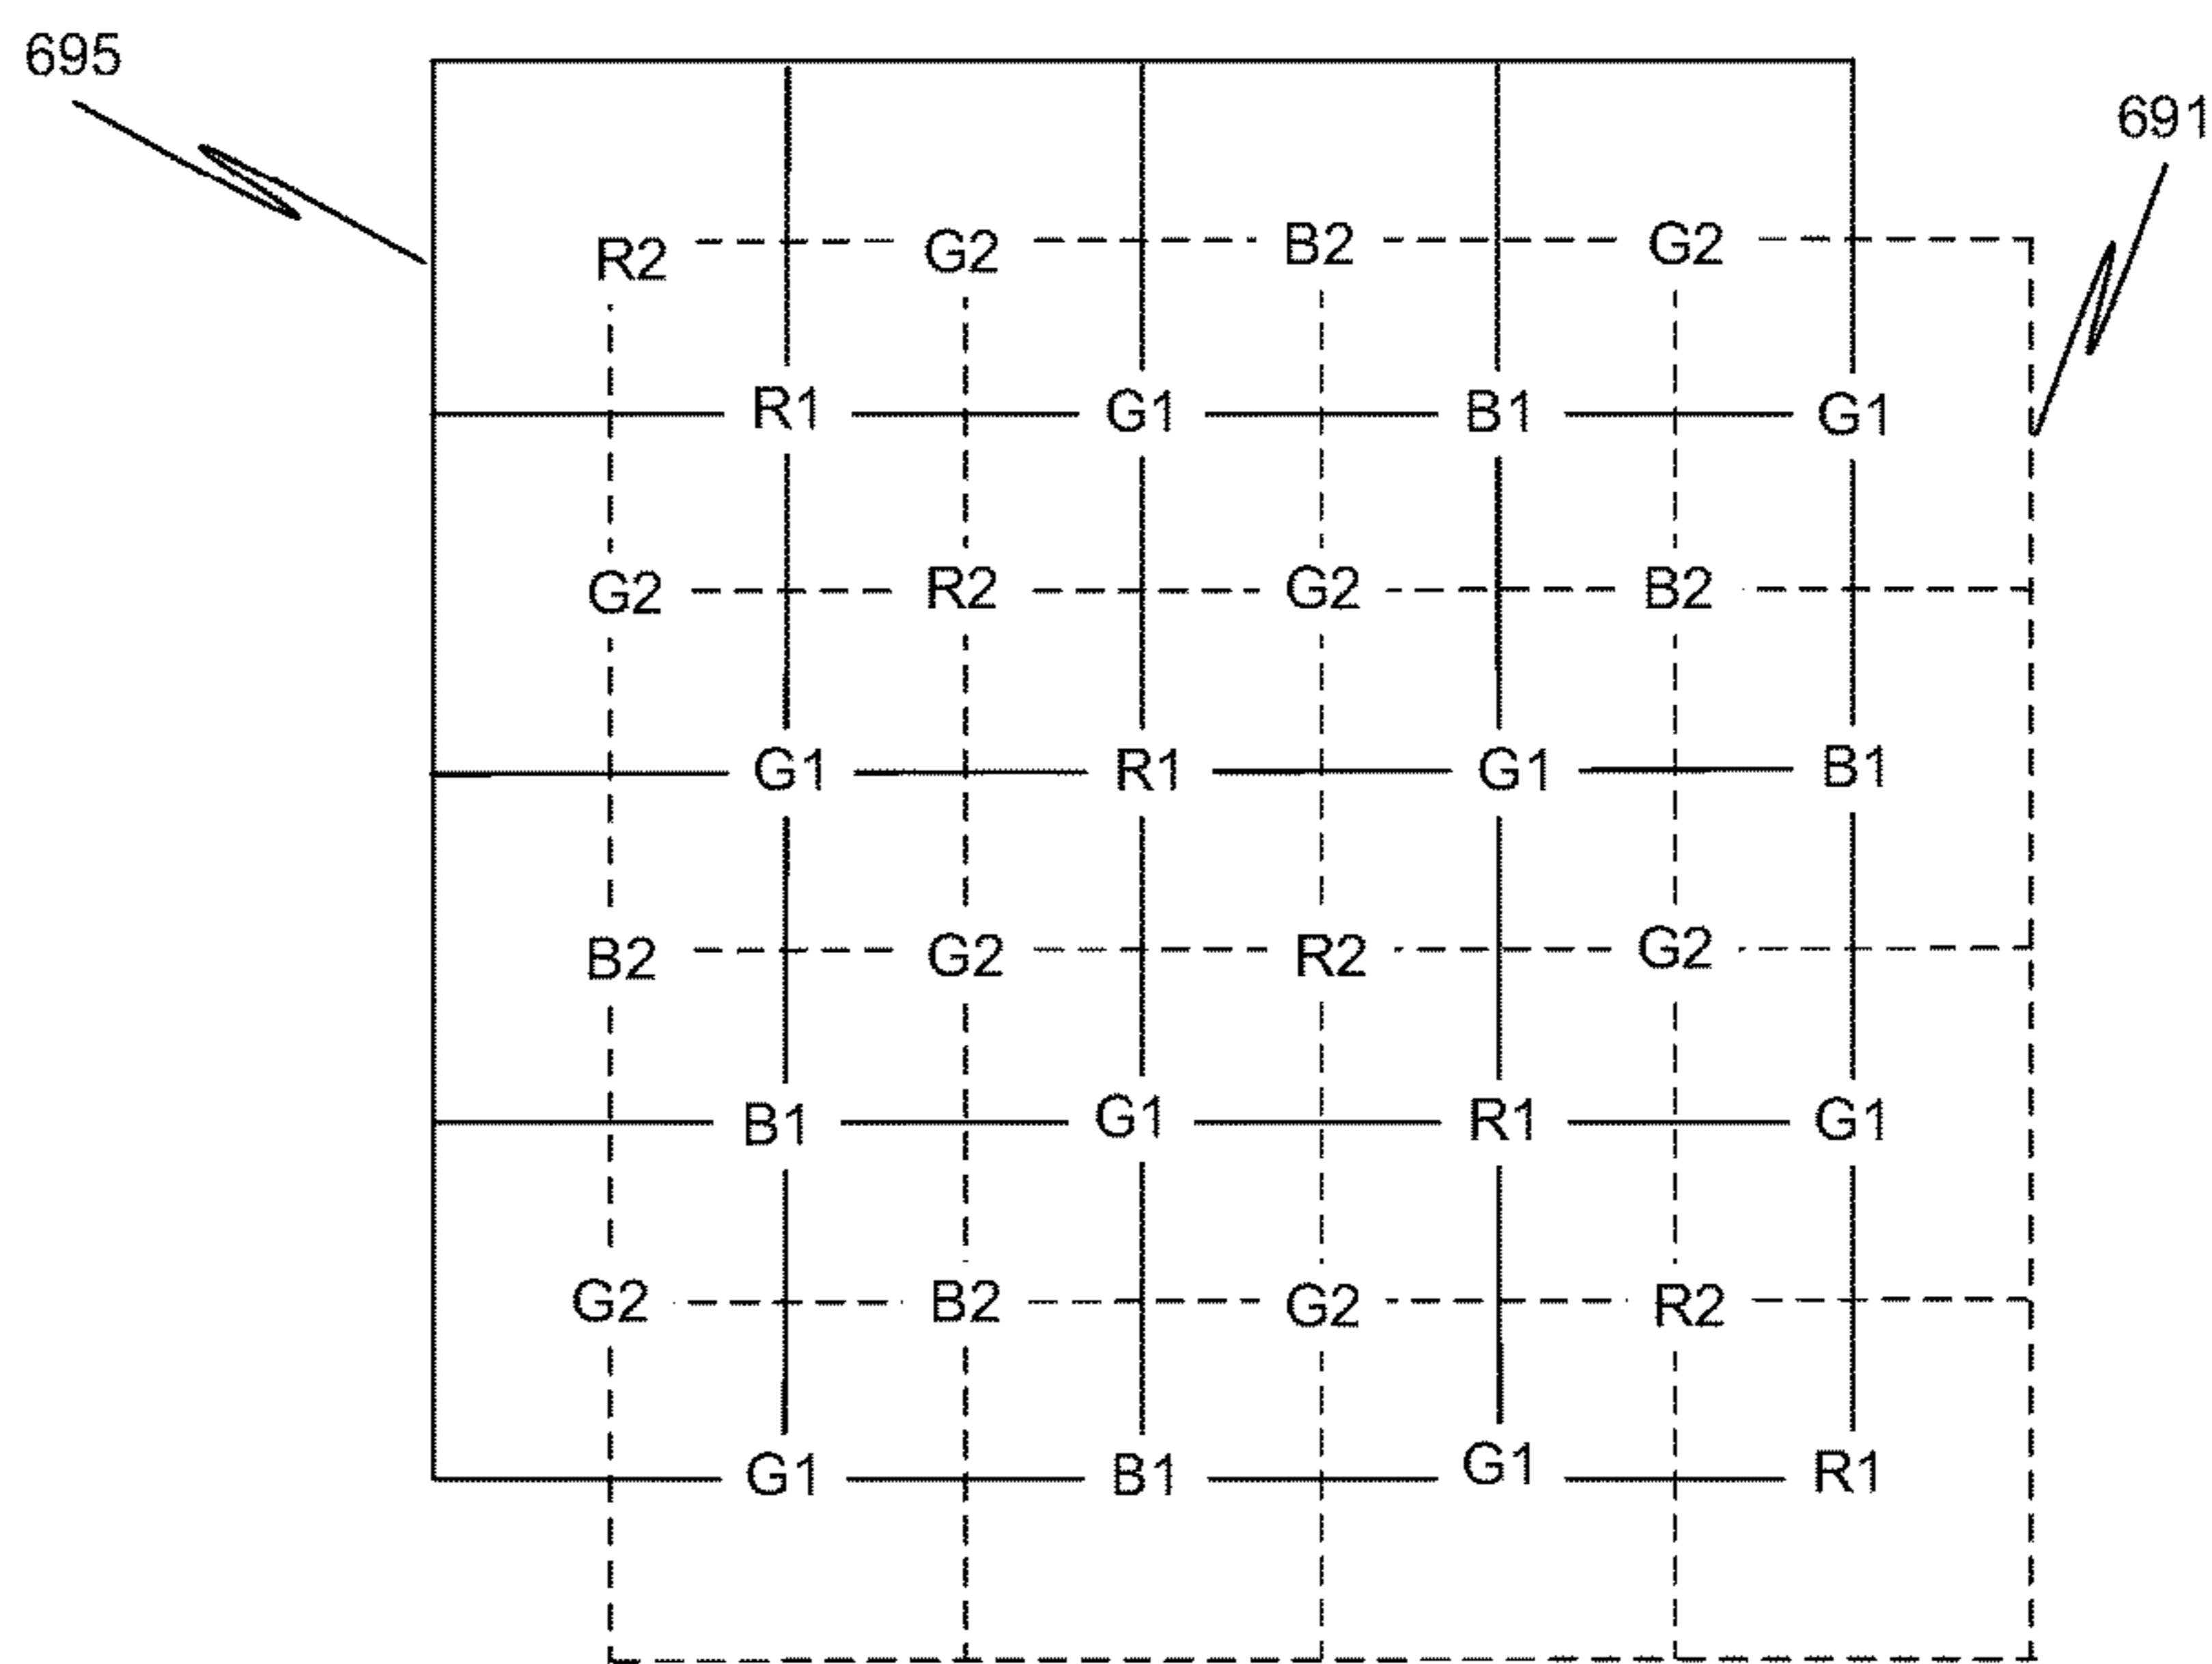 695
691
R2 G2 B2 G2
R1 G1 B1 G1
G2 R2 G2 B2
G1 R1 G1 B1
B2 G2 R2 G2
B1 G1 R1 G1
G2 B2 G2 R2
G1 B1 G1 R1